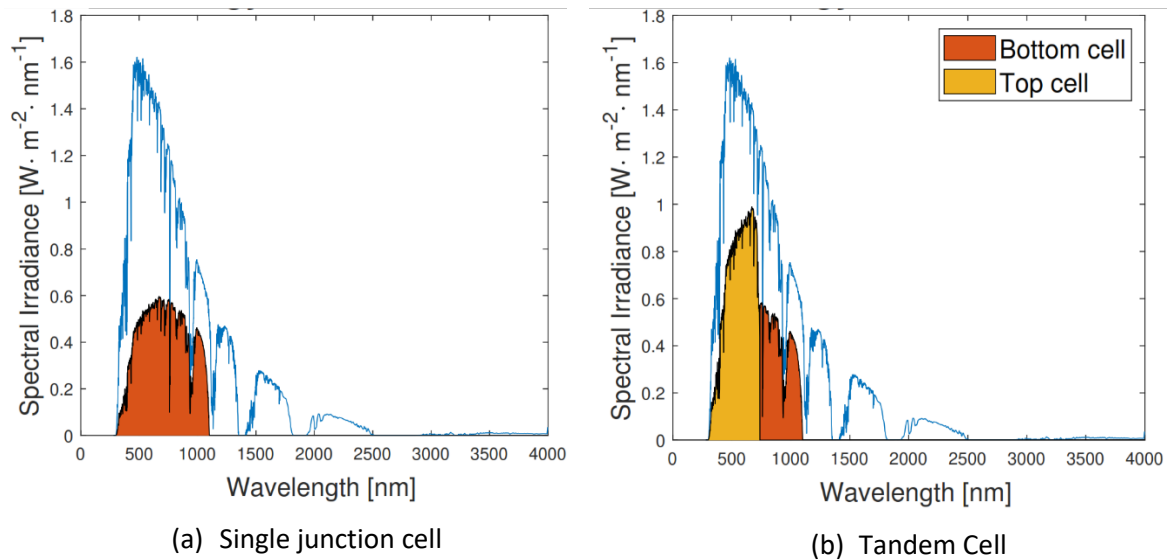 1.8
1.6
1.4
1.2
1
0.8
0.6
0.4
0.2
0
0 500 1000 1500 2000 2500 3000 3500 4000
Spectral Irradiance [W· m⁻²· nm⁻¹]
Wavelength [nm]
(a) Single junction cell
1.8
1.6
1.4
1.2
1
0.8
0.6
0.4
0.2
0
0 500 1000 1500 2000 2500 3000 3500 4000
Spectral Irradiance [W· m⁻²· nm⁻¹]
Wavelength [nm]
Bottom cell
Top cell
(b) Tandem Cell